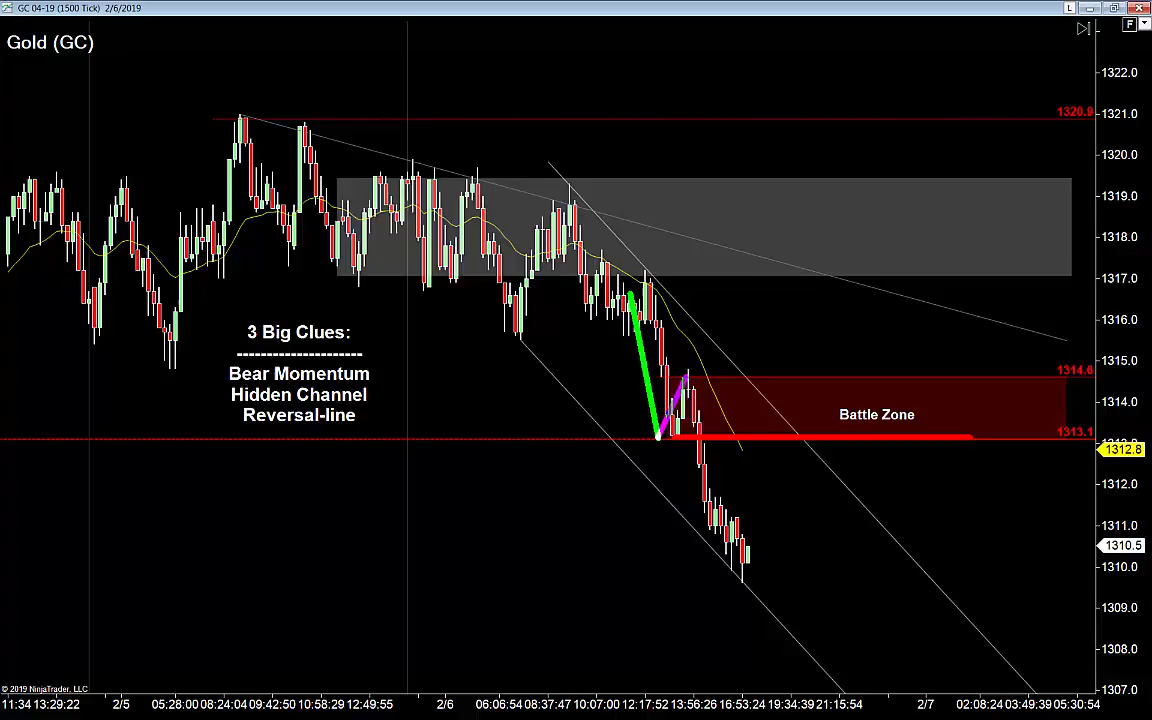 GC 04-19 (1500 Tick)  2/6/2019
L
F
Gold (GC)
1322.0
1321.0
1320.9
1320.0
1319.0
1318.0
1317.0
1316.0
3 Big Clues:
---------------------
Bear Momentum
Hidden Channel
Reversal-line
1315.0
1314.6
1314.0
Battle Zone
1313.1
1312.8
1312.0
1311.0
1310.5
1310.0
1309.0
1308.0
1307.0
© 2019 NinjaTrader, LLC
11:34 13:29:22 2/5 05:28:00 08:24:04 09:42:50 10:58:29 12:49:55 2/6 06:06:54 08:37:47 10:07:00 12:17:52 13:56:26 16:53:24 19:34:39 21:15:54 2/7 02:08:24 03:49:39 05:30:54